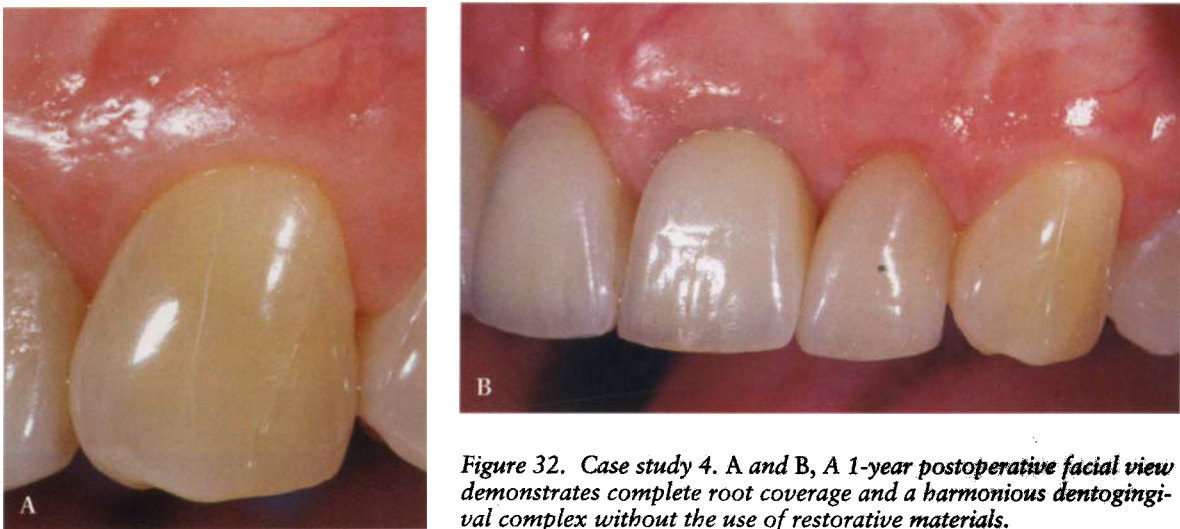 A
B
Figure 32. Case study 4. A and B, A 1-year postoperative facial view
demonstrates complete root coverage and a harmonious dentogingi-
val complex without the use of restorative materials.